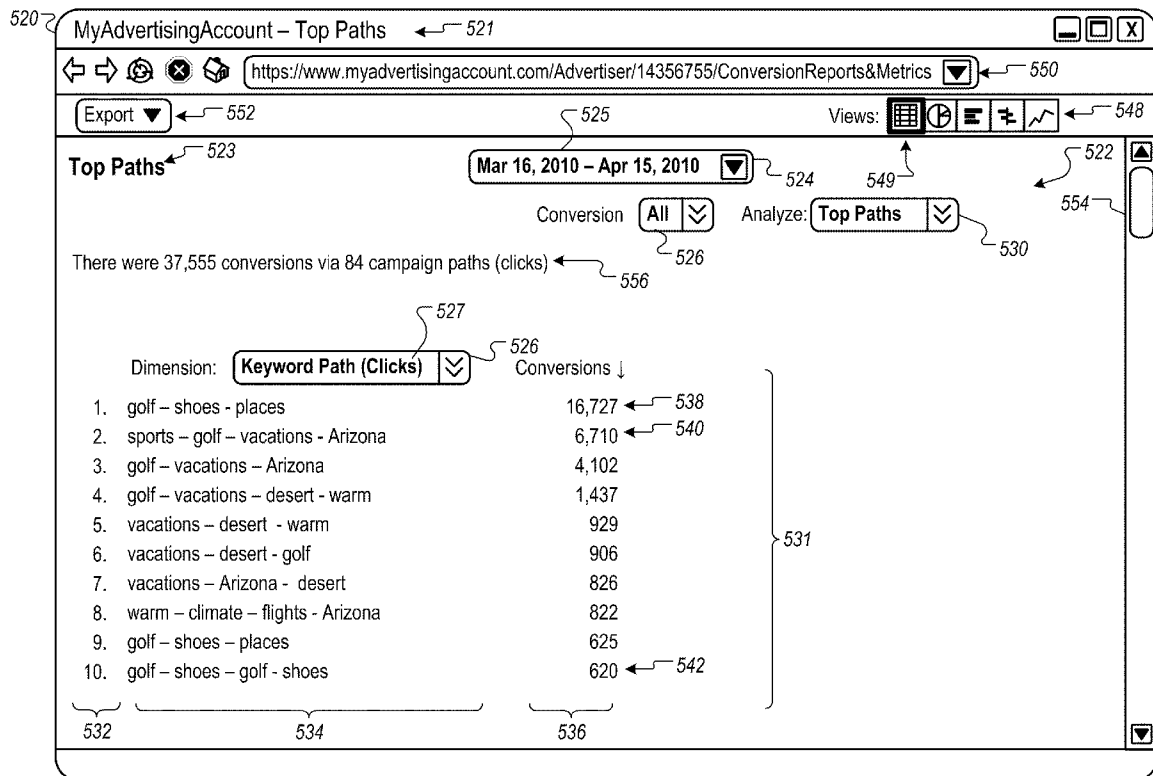 520
MyAdvertisingAccount – Top Paths 521 X
https://www.myadvertisingaccount.com/Advertiser/14356755/ConversionReports&Metrics 550
Export 552 525 Views: 548
Top Paths 523 Mar 16, 2010 – Apr 15, 2010 524 549 522
554
Conversion All Analyze: Top Paths
526 530
There were 37,555 conversions via 84 campaign paths (clicks) 556
527
526
Dimension: Keyword Path (Clicks) Conversions ↓
1. golf – shoes - places 16,727 538
2. sports – golf – vacations - Arizona 6,710 540
3. golf – vacations – Arizona 4,102
4. golf – vacations – desert - warm 1,437
5. vacations – desert - warm 929
531
6. vacations – desert - golf 906
7. vacations – Arizona - desert 826
8. warm – climate – flights - Arizona 822
9. golf – shoes – places 625
10. golf – shoes – golf - shoes 620 542
532 534 536